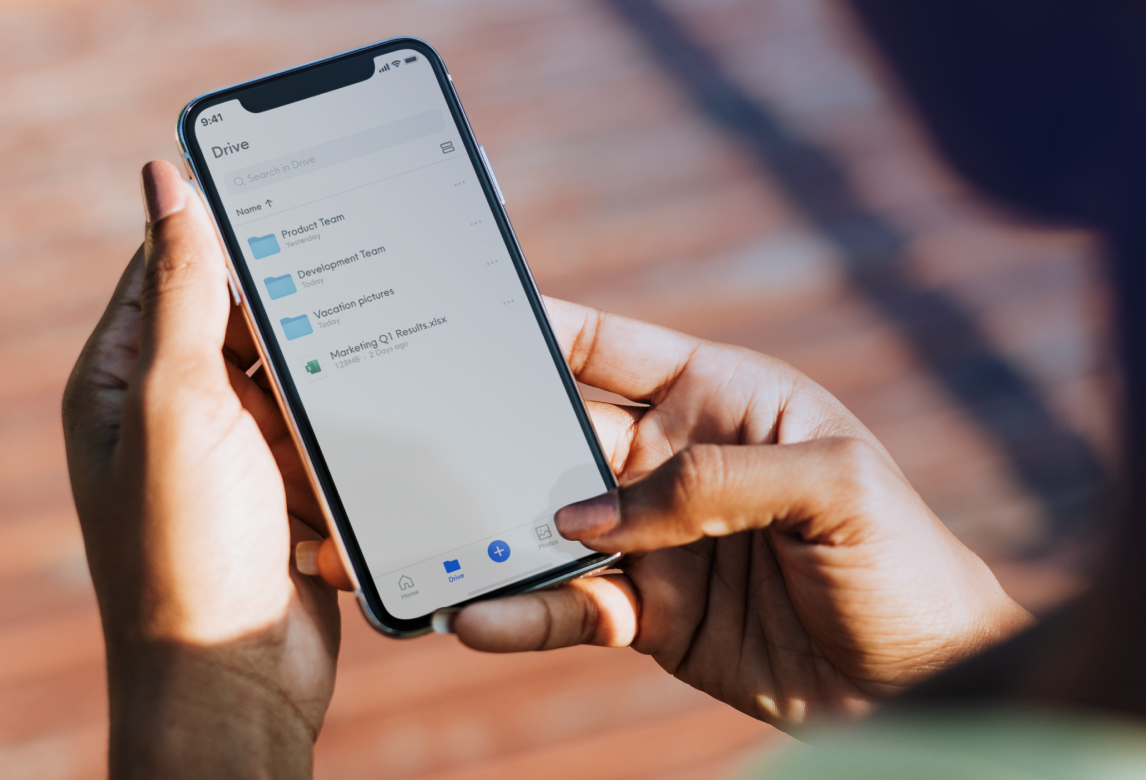 9:41
Drive
Search in Drive
Name ↑
Product Team
Yesterday
Development Team
Today
Vacation pictures
Today
Marketing Q1 Results.xlsx
128MB · 2 Days ago
Home
Drive
Photos